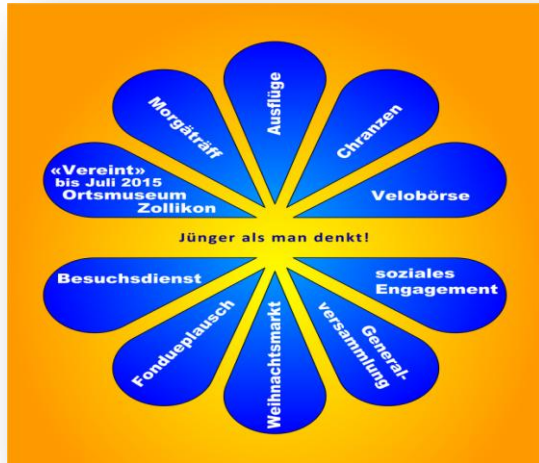 Ausflüge
Morgäträff
Chranzen
«Vereint»
bis Juli 2015
Ortsmuseum
Zollikon
Velobörse
Jünger als man denkt!
Besuchsdienst
soziales
Engagement
Fondueplausch
Weihnachtsmarkt
General-
versammlung